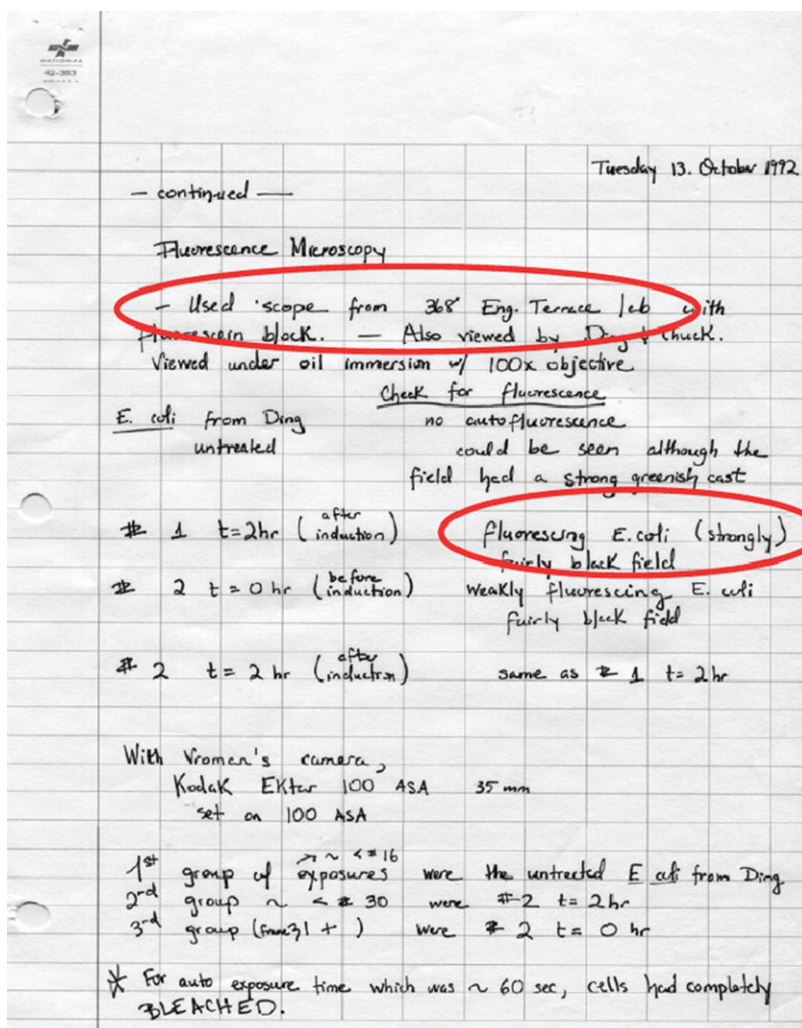 NATIONAL
42-383
Tuesday 13. October 1992
— continued —
Fluorescence Microscopy
- Used 'scope from 368 Eng. Terrace lab with
fluorescein block. — Also viewed by Ding & Chuck.
Viewed under oil immersion w/ 100x objective
Check for fluorescence
E. coli from Ding no autofluorescence
untreated could be seen although the
field had a strong greenish cast
# 1 t=2hr (after induction) fluorescing E.coli (strongly)
fairly black field
# 2 t = 0 hr (before induction) weakly fluorescing E. coli
fairly black field
# 2 t = 2 hr (after induction) same as # 1 t= 2hr
With Vroman's camera,
Kodak EKtar 100 ASA 35 mm
set on 100 ASA
1st group of exposures ~ < # 16 were the untreated E coli from Ding
2nd group ~ < # 30 were #2 t= 2hr
3rd group (frame 31 + ) were # 2 t= 0 hr
* For auto exposure time which was ~ 60 sec, cells had completely
BLEACHED.